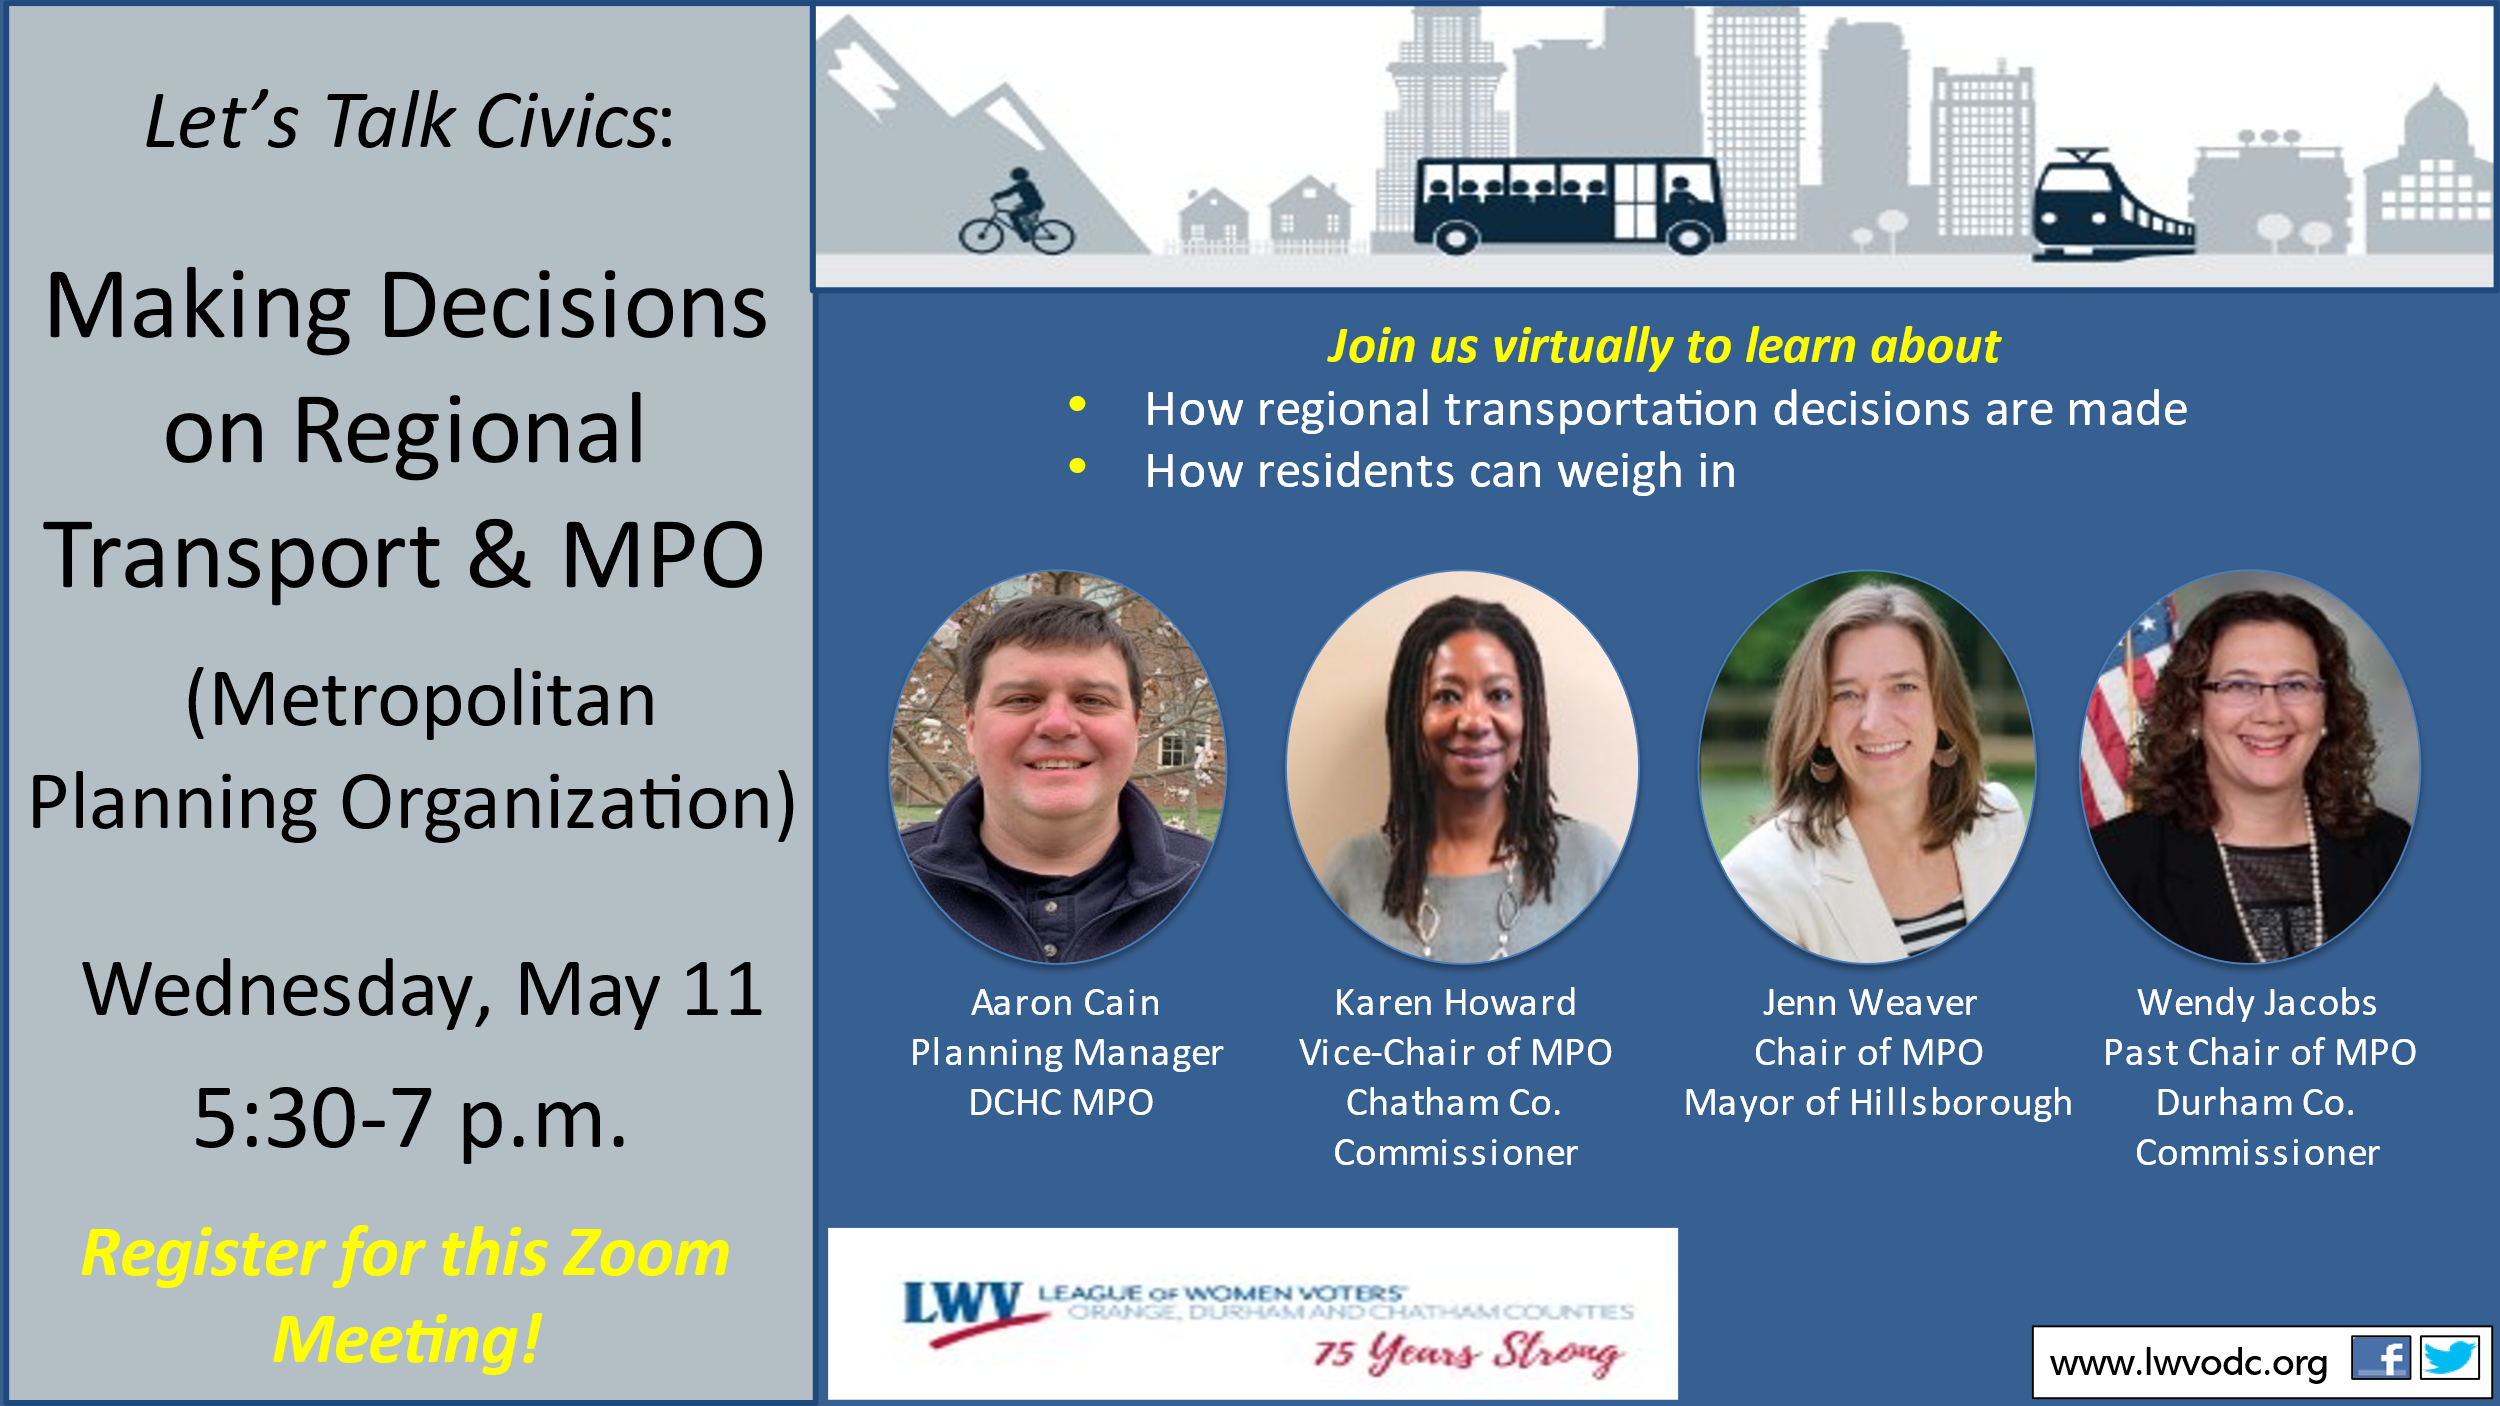 Let's Talk Civics:
Making Decisions
on Regional
Transport & MPO
(Metropolitan
Planning Organization)
Wednesday, May 11
5:30-7 p.m.
Register for this Zoom
Meeting!
Join us virtually to learn about
• How regional transportation decisions are made
• How residents can weigh in
Aaron Cain
Planning Manager
DCHC MPO
Karen Howard
Vice-Chair of MPO
Chatham Co.
Commissioner
Jenn Weaver
Chair of MPO
Mayor of Hillsborough
Wendy Jacobs
Past Chair of MPO
Durham Co.
Commissioner
LWV LEAGUE OF WOMEN VOTERS
ORANGE, DURHAM AND CHATHAM COUNTIES
75 Years Strong
www.lwvodc.org f